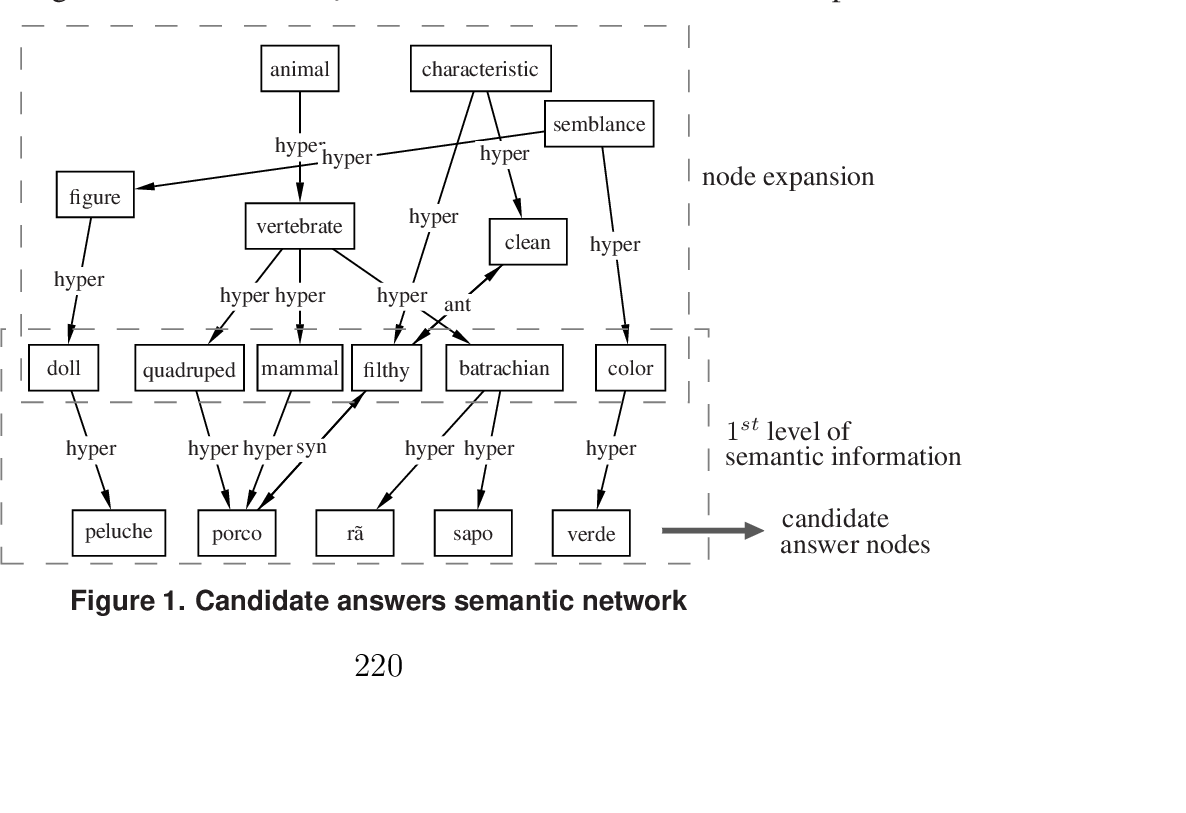 animal
characteristic
semblance
hyper
hyper
hyper
node expansion
figure
vertebrate
hyper
clean
hyper
hyper
hyper hyper
hyper
ant
doll
quadruped
mammal
filthy
batrachian
color
hyper
hyper hyper syn
hyper hyper
hyper
1st level of
semantic information
peluche
porco
rã
sapo
verde
candidate
answer nodes
Figure 1. Candidate answers semantic network
220